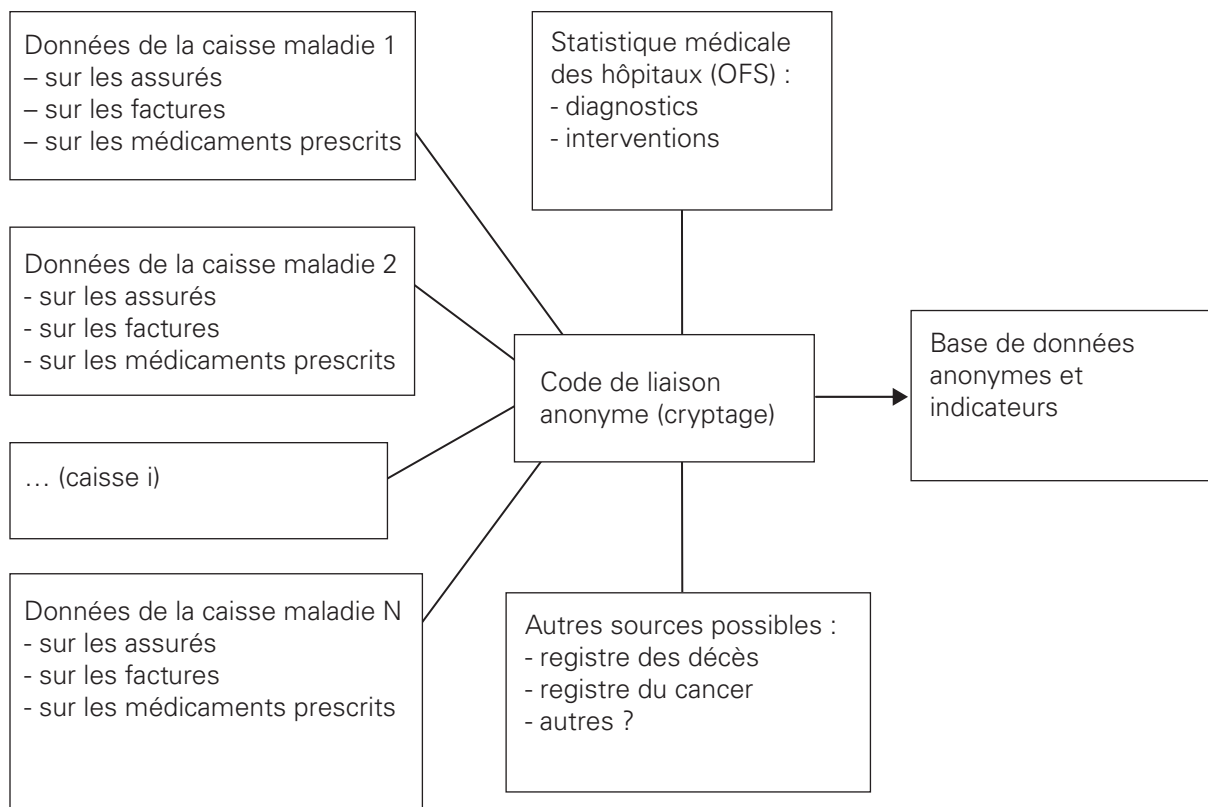 Données de la caisse maladie 1
– sur les assurés
– sur les factures
– sur les médicaments prescrits
Données de la caisse maladie 2
- sur les assurés
- sur les factures
- sur les médicaments prescrits
… (caisse i)
Données de la caisse maladie N
- sur les assurés
- sur les factures
- sur les médicaments prescrits
Statistique médicale
des hôpitaux (OFS) :
- diagnostics
- interventions
Code de liaison
anonyme (cryptage)
Autres sources possibles :
- registre des décès
- registre du cancer
- autres ?
Base de données
anonymes et
indicateurs